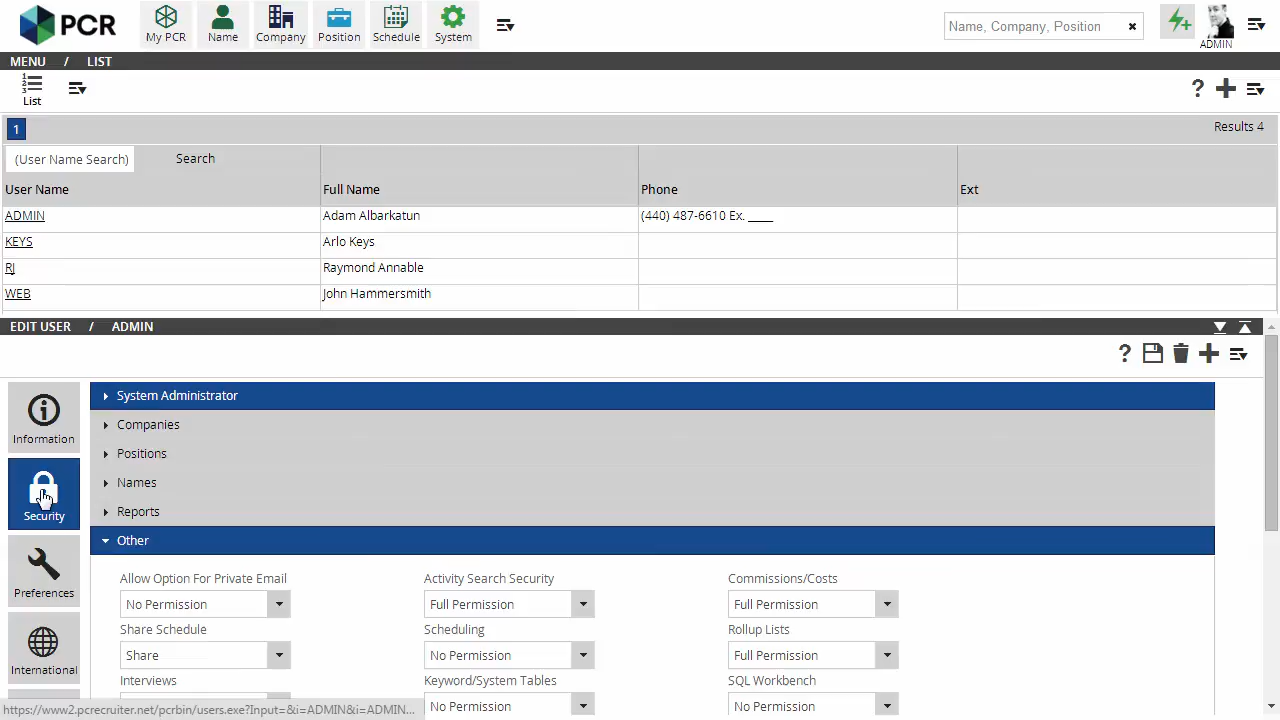 PCR
My PCR
Name
Company
Position
Schedule
System
Name, Company, Position
ADMIN
MENU / LIST
List
?
1
Results 4
(User Name Search) Search
User Name Full Name Phone Ext
ADMIN Adam Albarkatun (440) 487-6610 Ex. ____
KEYS Arlo Keys
RJ Raymond Annable
WEB John Hammersmith
EDIT USER / ADMIN
?
Information
Security
Preferences
International
System Administrator
Companies
Positions
Names
Reports
Other
Allow Option For Private Email Activity Search Security Commissions/Costs
No Permission Full Permission Full Permission
Share Schedule Scheduling Rollup Lists
Share No Permission Full Permission
Interviews Keyword/System Tables SQL Workbench
No Permission No Permission
https://www2.pcrecruiter.net/pcrbin/users.exe?Input=&i=ADMIN&i=ADMIN...